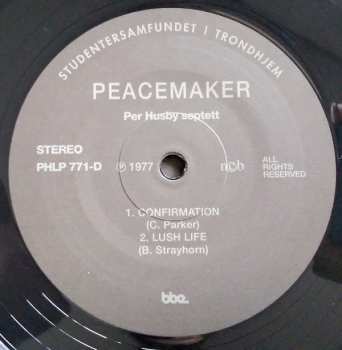 STUDENTERSAMFUNDET I TRONDHJEM
PEACEMAKER
Per Husby septett
STEREO
PHLP 771-D
℗ 1977
ncb
ALL
RIGHTS
RESERVED
1. CONFIRMATION
(C. Parker)
2. LUSH LIFE
(B. Strayhorn)
bbe.